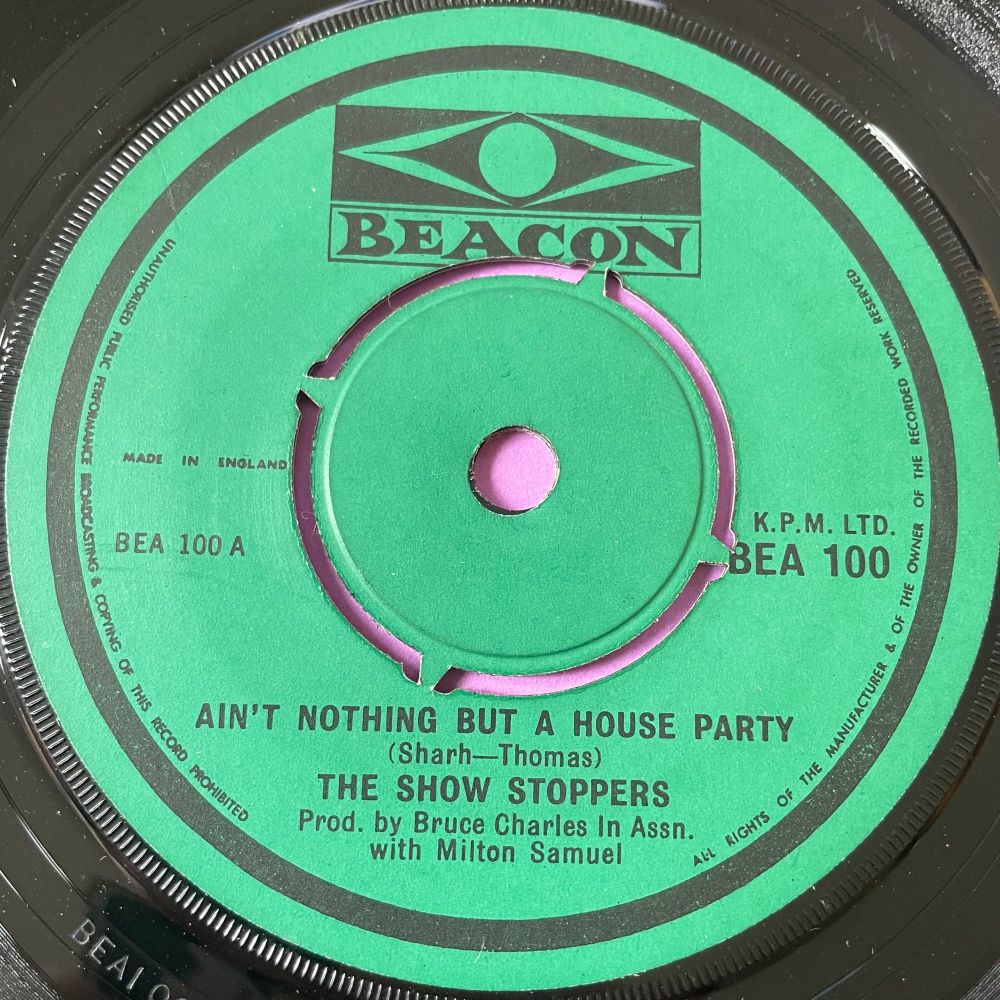 BEACON
UNAUTHORISED PUBLIC PERFORMANCE BROADCASTING & COPYING OF THIS RECORD PROHIBITED
ALL RIGHTS OF THE MANUFACTURER & OF THE OWNER OF THE RECORDED WORK RESERVED
MADE IN ENGLAND
BEA 100 A
K.P.M. LTD.
BEA 100
AIN'T NOTHING BUT A HOUSE PARTY
(Sharh—Thomas)
THE SHOW STOPPERS
Prod. by Bruce Charles In Assn.
with Milton Samuel